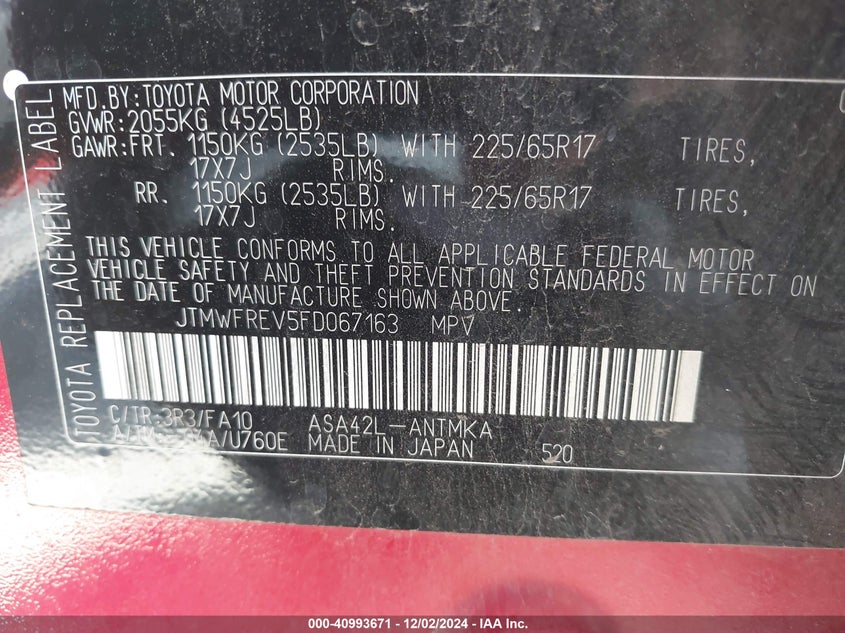 TOYOTA REPLACEMENT LABEL
MFD.BY:TOYOTA MOTOR CORPORATION
GVWR:2055KG (4525LB)
GAWR:FRT. 1150KG (2535LB) WITH 225/65R17 TIRES,
17X7J RIMS.
RR. 1150KG (2535LB) WITH 225/65R17 TIRES,
17X7J RIMS.
THIS VEHICLE CONFORMS TO ALL APPLICABLE FEDERAL MOTOR
VEHICLE SAFETY AND THEFT PREVENTION STANDARDS IN EFFECT ON
THE DATE OF MANUFACTURE SHOWN ABOVE.
JTMWFREV5FD067163 MPV
C/TR:3R3/FA10 ASA42L-ANTMKA
MADE IN JAPAN 520
000-40993671 - 12/02/2024 - IAA Inc.